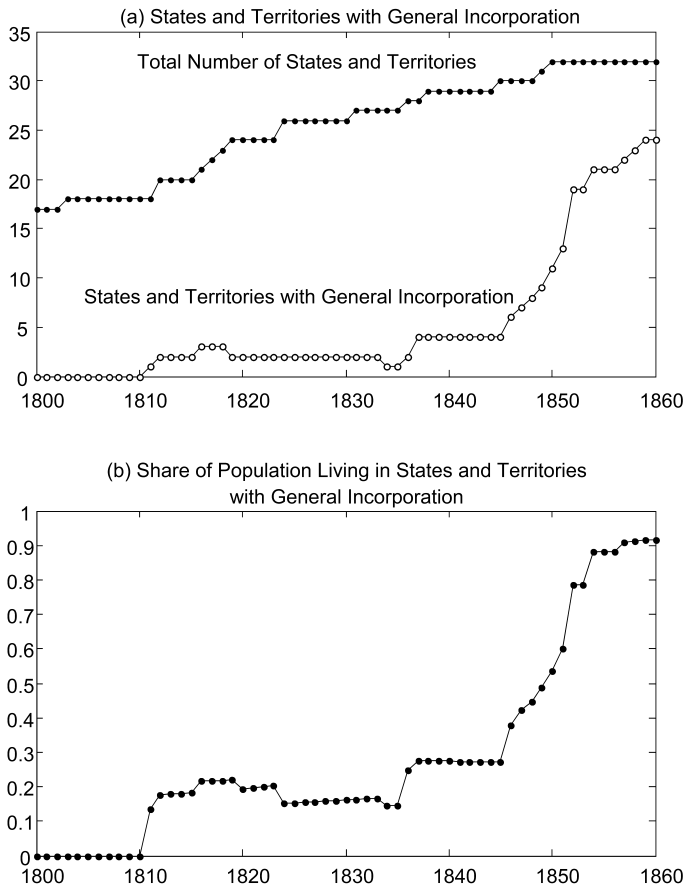 (a) States and Territories with General Incorporation
35
Total Number of States and Territories
30
25
20
15
10
States and Territories with General Incorporation
5
0
1800 1810 1820 1830 1840 1850 1860
(b) Share of Population Living in States and Territories
with General Incorporation
1
0.9
0.8
0.7
0.6
0.5
0.4
0.3
0.2
0.1
0
1800 1810 1820 1830 1840 1850 1860